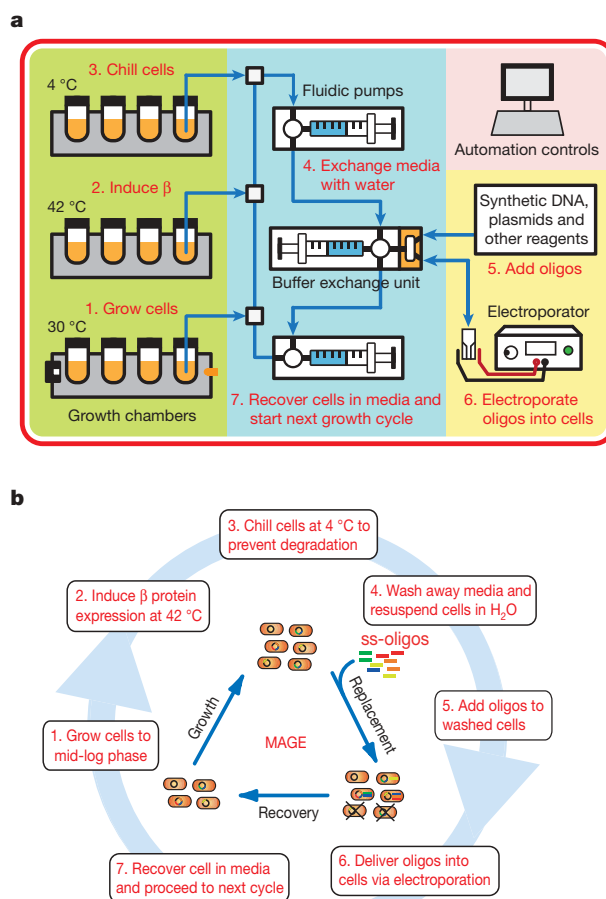 a
3. Chill cells
4 °C
2. Induce β
42 °C
1. Grow cells
30 °C
Growth chambers
Fluidic pumps
4. Exchange media
with water
Buffer exchange unit
7. Recover cells in media and
start next growth cycle
Automation controls
Synthetic DNA,
plasmids and
other reagents
5. Add oligos
Electroporator
6. Electroporate
oligos into cells
b
3. Chill cells at 4 °C to
prevent degradation
2. Induce β protein
expression at 42 °C
4. Wash away media and
resuspend cells in H₂O
ss-oligos
Replacement
Growth
MAGE
1. Grow cells to
mid-log phase
5. Add oligos to
washed cells
Recovery
7. Recover cell in media
and proceed to next cycle
6. Deliver oligos into
cells via electroporation